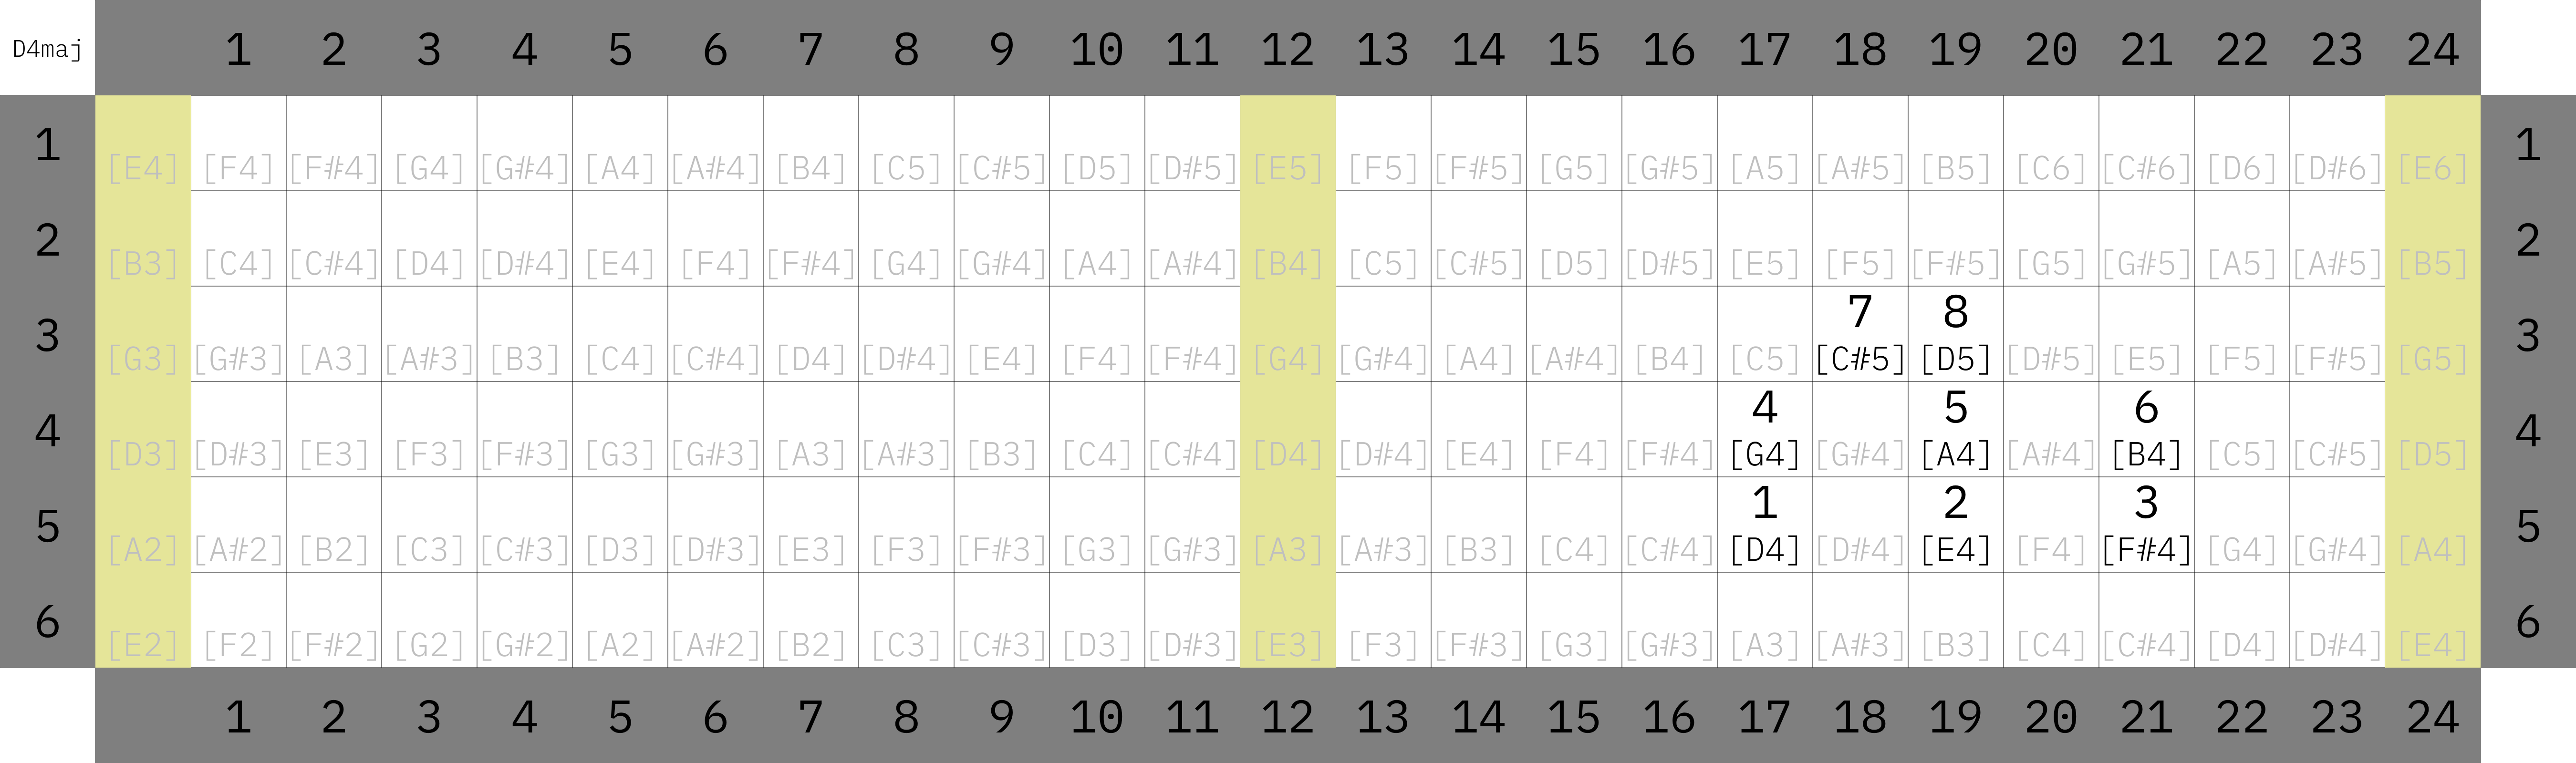 D4maj 1 2 3 4 5 6 7 8 9 10 11 12 13 14 15 16 17 18 19 20 21 22 23 24
1 [E4] [F4] [F#4] [G4] [G#4] [A4] [A#4] [B4] [C5] [C#5] [D5] [D#5] [E5] [F5] [F#5] [G5] [G#5] [A5] [A#5] [B5] [C6] [C#6] [D6] [D#6] [E6] 1
2 [B3] [C4] [C#4] [D4] [D#4] [E4] [F4] [F#4] [G4] [G#4] [A4] [A#4] [B4] [C5] [C#5] [D5] [D#5] [E5] [F5] [F#5] [G5] [G#5] [A5] [A#5] [B5] 2
7 8
3 [G3] [G#3] [A3] [A#3] [B3] [C4] [C#4] [D4] [D#4] [E4] [F4] [F#4] [G4] [G#4] [A4] [A#4] [B4] [C5] [C#5] [D5] [D#5] [E5] [F5] [F#5] [G5] 3
4 5 6
4 [D3] [D#3] [E3] [F3] [F#3] [G3] [G#3] [A3] [A#3] [B3] [C4] [C#4] [D4] [D#4] [E4] [F4] [F#4] [G4] [G#4] [A4] [A#4] [B4] [C5] [C#5] [D5] 4
1 2 3
5 [A2] [A#2] [B2] [C3] [C#3] [D3] [D#3] [E3] [F3] [F#3] [G3] [G#3] [A3] [A#3] [B3] [C4] [C#4] [D4] [D#4] [E4] [F4] [F#4] [G4] [G#4] [A4] 5
6 [E2] [F2] [F#2] [G2] [G#2] [A2] [A#2] [B2] [C3] [C#3] [D3] [D#3] [E3] [F3] [F#3] [G3] [G#3] [A3] [A#3] [B3] [C4] [C#4] [D4] [D#4] [E4] 6
1 2 3 4 5 6 7 8 9 10 11 12 13 14 15 16 17 18 19 20 21 22 23 24